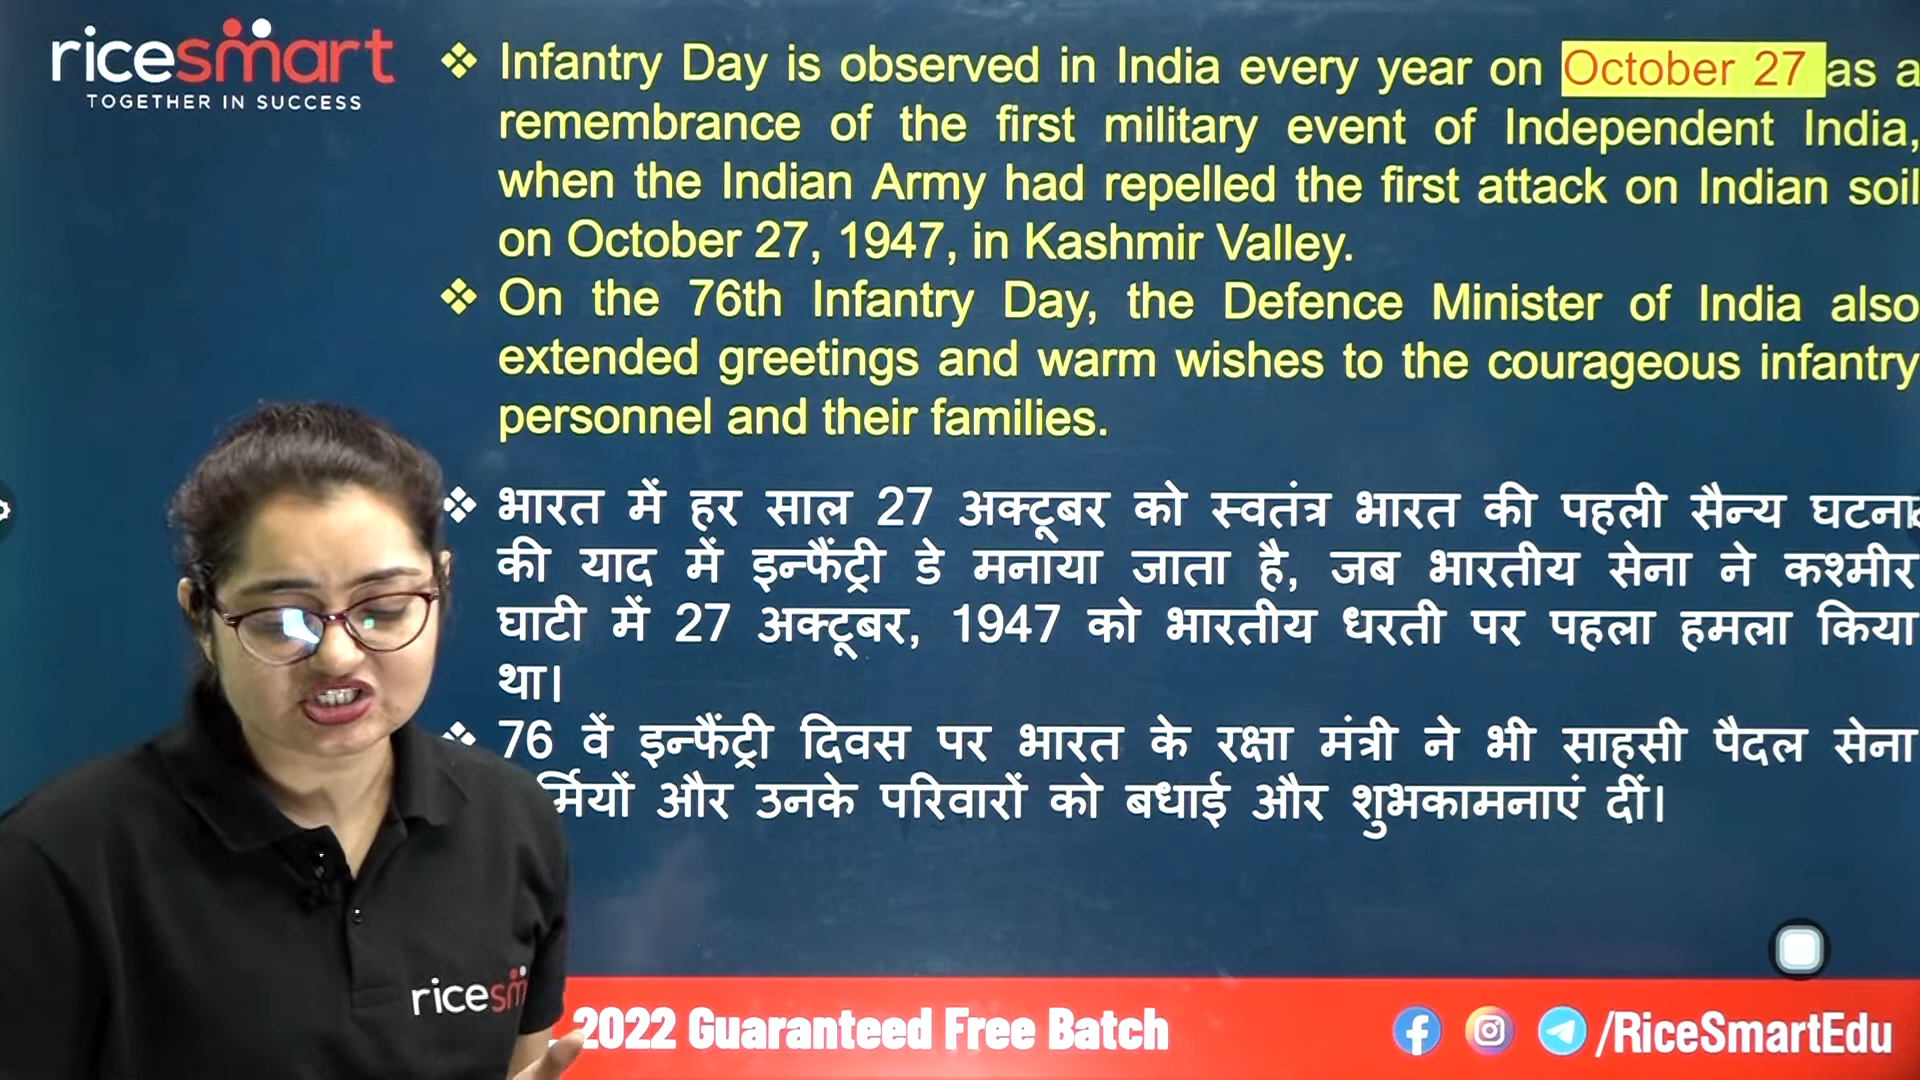 ricesmart
TOGETHER IN SUCCESS
❖ Infantry Day is observed in India every year on October 27 as a
remembrance of the first military event of Independent India,
when the Indian Army had repelled the first attack on Indian soil
on October 27, 1947, in Kashmir Valley.
❖ On the 76th Infantry Day, the Defence Minister of India also
extended greetings and warm wishes to the courageous infantry
personnel and their families.
❖ भारत में हर साल 27 अक्टूबर को स्वतंत्र भारत की पहली सैन्य घटना
की याद में इन्फैंट्री डे मनाया जाता है, जब भारतीय सेना ने कश्मीर
घाटी में 27 अक्टूबर, 1947 को भारतीय धरती पर पहला हमला किया
था।
❖ 76 वें इन्फैंट्री दिवस पर भारत के रक्षा मंत्री ने भी साहसी पैदल सेना
र्मियों और उनके परिवारों को बधाई और शुभकामनाएं दीं।
ricesm
2022 Guaranteed Free Batch
/RiceSmartEdu